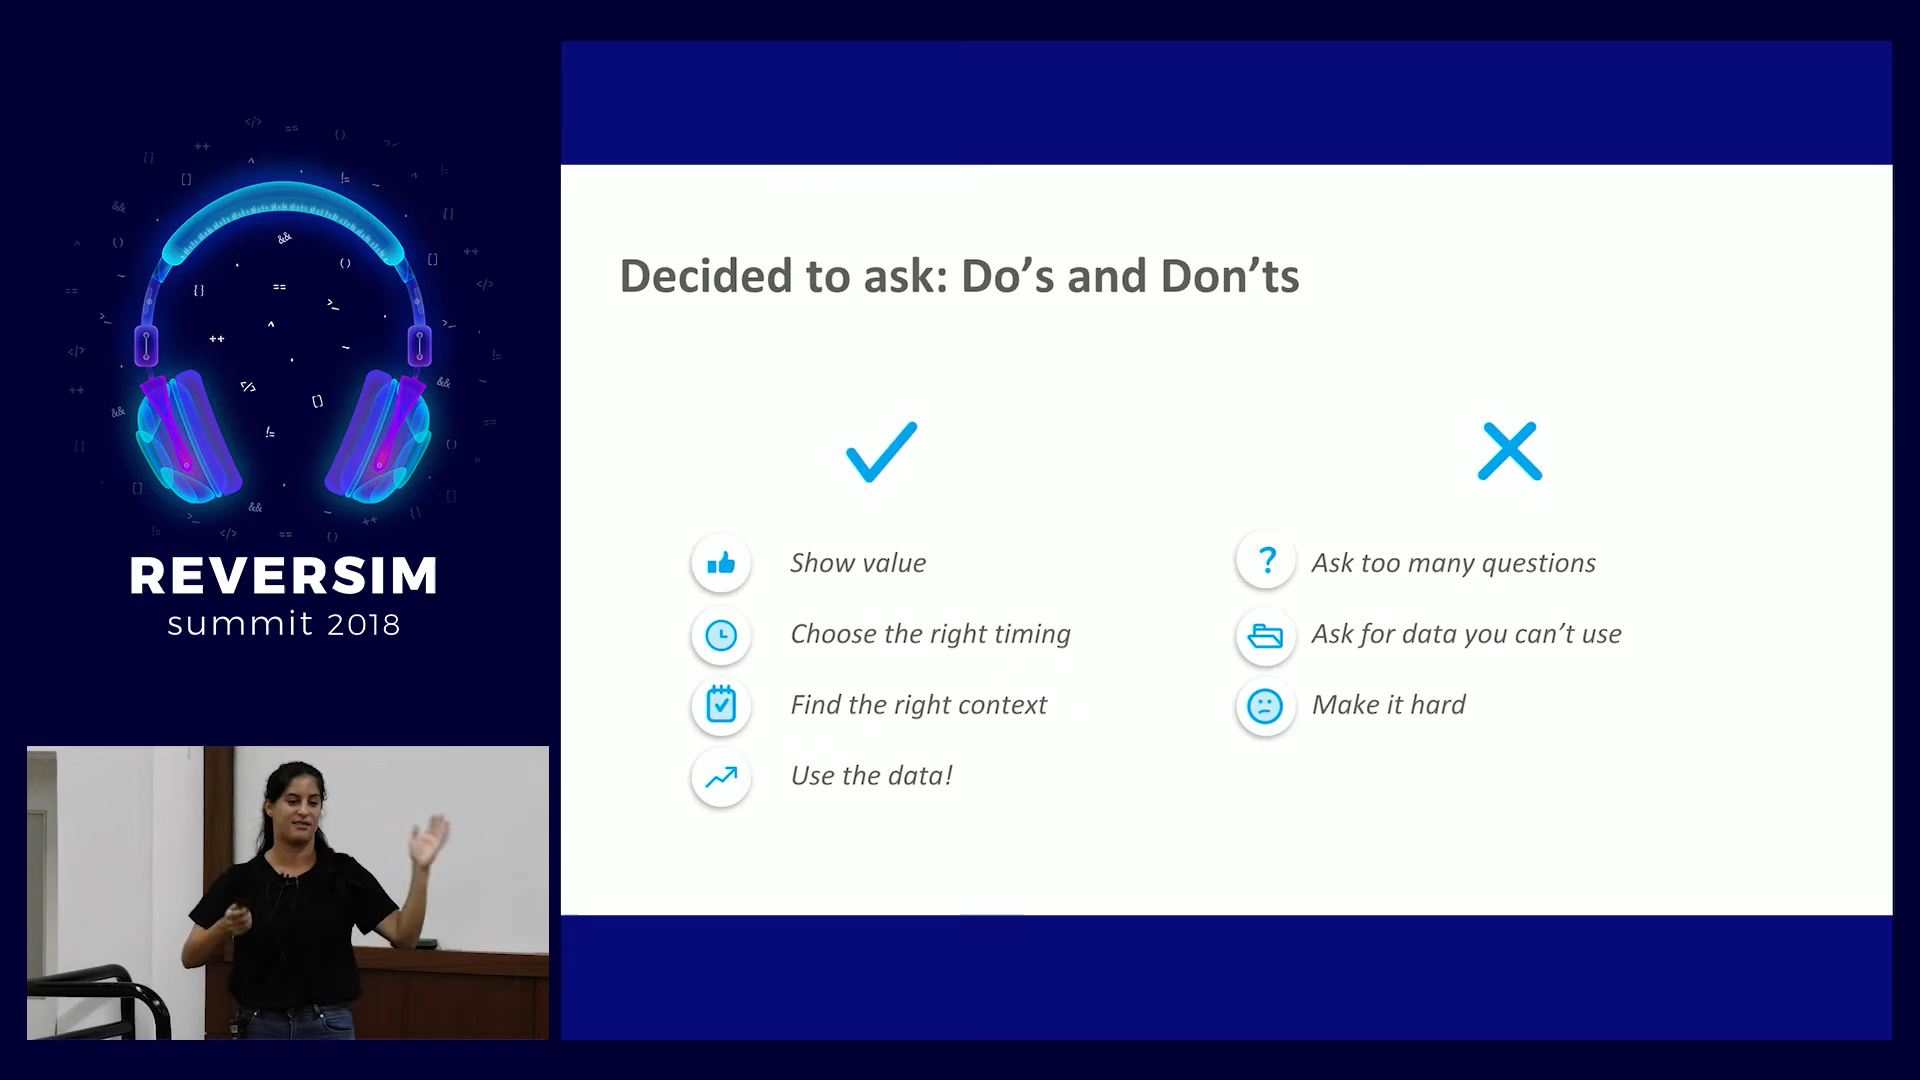 REVERSIM
summit 2018
Decided to ask: Do’s and Don’ts
Show value
Choose the right timing
Find the right context
Use the data!
Ask too many questions
Ask for data you can’t use
Make it hard